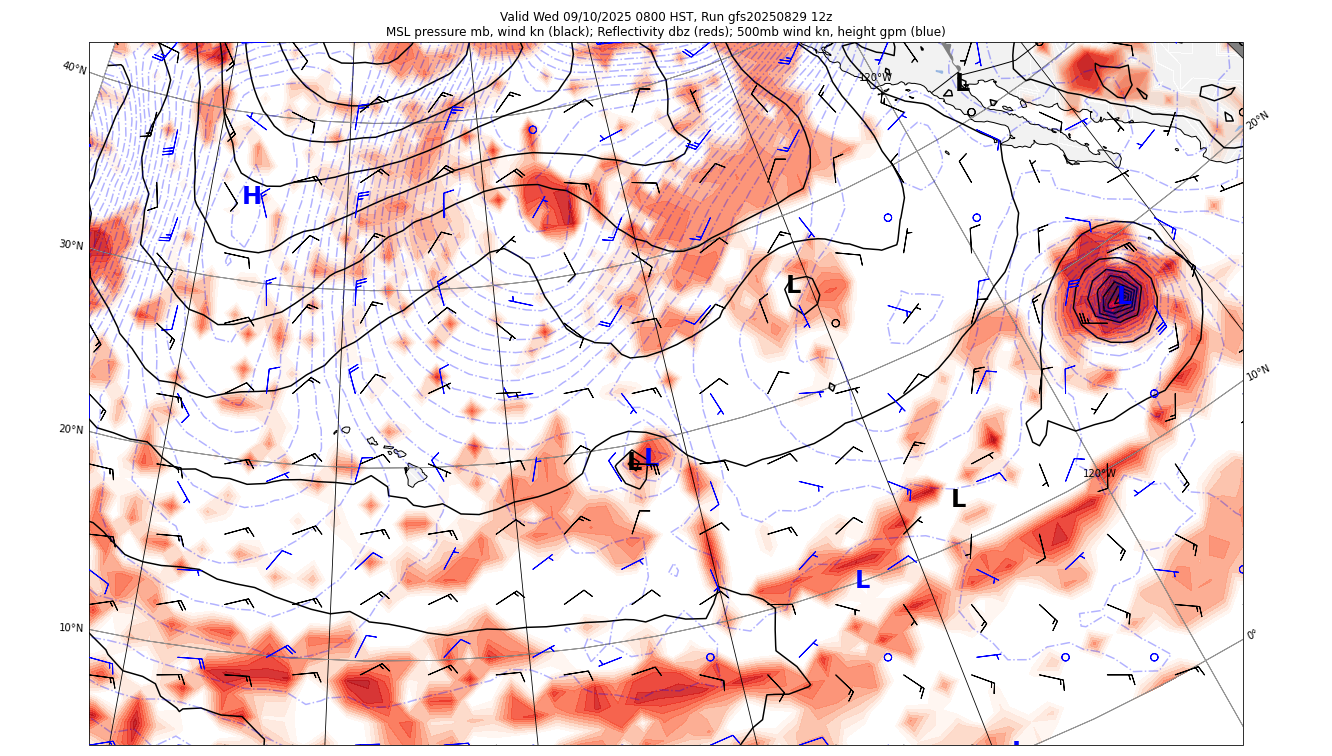 Valid Wed 09/10/2025 0800 HST, Run gfs20250829 12z
MSL pressure mb, wind kn (black); Reflectivity dbz (reds); 500mb wind kn, height gpm (blue)
40°N
120°W
L
20°N
H
30°N
L
L
10°N
20°N
L
L
120°W
L
L
10°N
0°
L